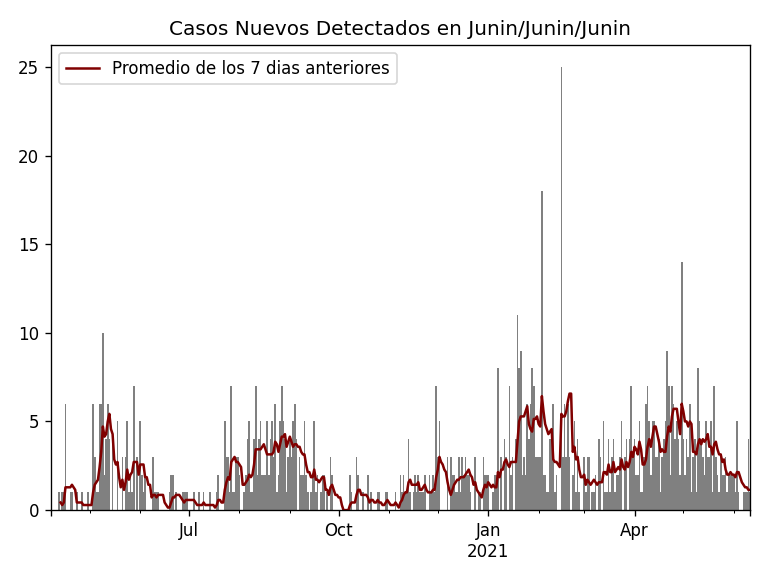 Casos Nuevos Detectados en Junin/Junin/Junin
Promedio de los 7 dias anteriores
25
20
15
10
5
0
Jul
Oct
Jan
2021
Apr